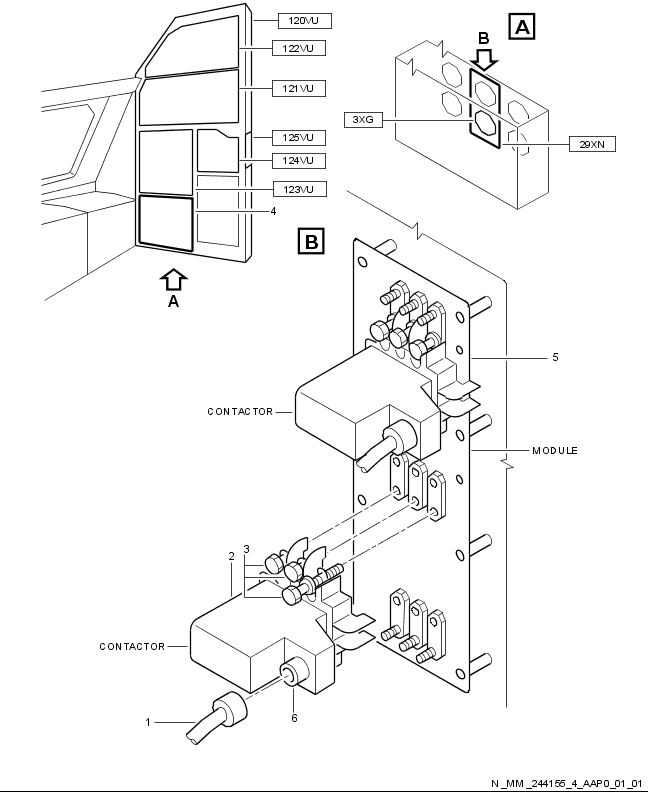 120VU
122VU
121VU
125VU
124VU
123VU
4
A
A
B
3XG
29XN
B
5
CONTACTOR
MODULE
3
2
CONTACTOR
1
6
N_MM_244155_4_AAP0_01_01